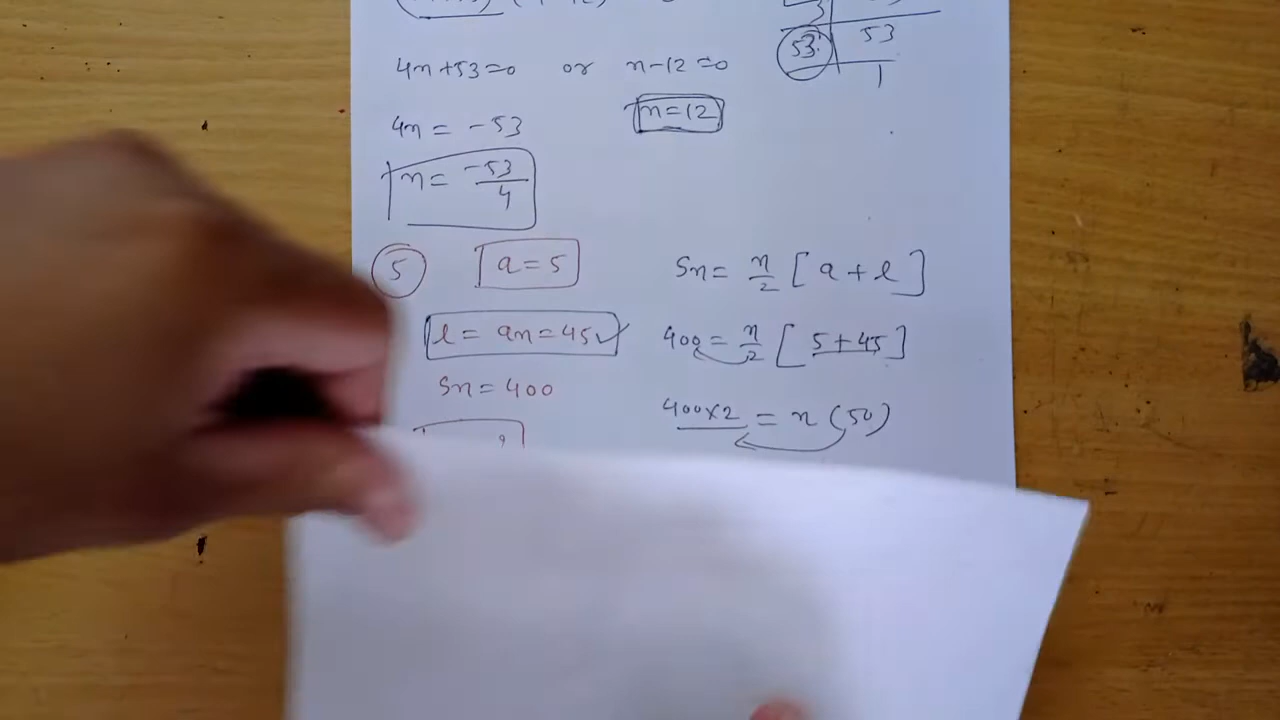 53 53
1
4n+53=0 or n-12=0
n=12
4n = -53
n = -53/4
5 a=5
l = an = 45
Sn = 400
Sn = n/2 [a+l]
400 = n/2 [5+45]
400×2 = n(50)